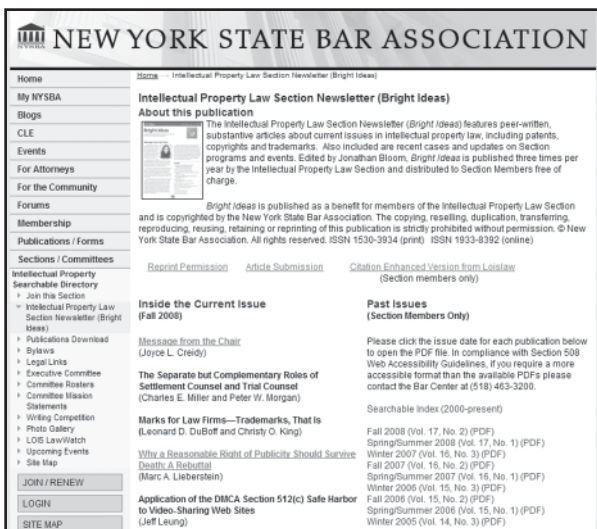 NYSBA
NEW YORK STATE BAR ASSOCIATION
Home
My NYSBA
Blogs
CLE
Events
For Attorneys
For the Community
Forums
Membership
Publications / Forms
Sections / Committees
Intellectual Property
Searchable Directory
Join this Section
Intellectual Property Law
Section Newsletter (Bright
Ideas)
Publications Download
Bylaws
Legal Links
Executive Committee
Committee Rosters
Committee Mission
Statements
Writing Competition
Photo Gallery
LOIS LawWatch
Upcoming Events
Site Map
JOIN / RENEW
LOGIN
SITE MAP
Home → Intellectual Property Law Section Newsletter (Bright Ideas)
Intellectual Property Law Section Newsletter (Bright Ideas)
About this publication
The Intellectual Property Law Section Newsletter (Bright Ideas) features peer-written,
substantive articles about current issues in intellectual property law, including patents,
copyrights and trademarks. Also included are recent cases and updates on Section
programs and events. Edited by Jonathan Bloom, Bright Ideas is published three times per
year by the Intellectual Property Law Section and distributed to Section Members free of
charge.
Bright Ideas is published as a benefit for members of the Intellectual Property Law Section
and is copyrighted by the New York State Bar Association. The copying, reselling, duplication, transferring,
reproducing, reusing, retaining or reprinting of this publication is strictly prohibited without permission. © New
York State Bar Association. All rights reserved. ISSN 1530-3934 (print) ISSN 1933-8392 (online)
Reprint Permission Article Submission Citation Enhanced Version from Loislaw
(Section members only)
Inside the Current Issue
(Fall 2008)
Message from the Chair
(Joyce L. Creidy)
The Separate but Complementary Roles of
Settlement Counsel and Trial Counsel
(Charles E. Miller and Peter W. Morgan)
Marks for Law Firms—Trademarks, That Is
(Leonard D. DuBoff and Christy O. King)
Why a Reasonable Right of Publicity Should Survive
Death: A Rebuttal
(Marc A. Lieberstein)
Application of the DMCA Section 512(c) Safe Harbor
to Video-Sharing Web Sites
(Jeff Leung)
Past Issues
(Section Members Only)
Please click the issue date for each publication below
to open the PDF file. In compliance with Section 508
Web Accessibility Guidelines, if you require a more
accessible format than the available PDFs please
contact the Bar Center at (518) 463-3200.
Searchable Index (2000-present)
Fall 2008 (Vol. 17, No. 2) (PDF)
Spring/Summer 2008 (Vol. 17, No. 1) (PDF)
Winter 2007 (Vol. 16, No. 3) (PDF)
Fall 2007 (Vol. 16, No. 2) (PDF)
Spring/Summer 2007 (Vol. 16, No. 1) (PDF)
Winter 2006 (Vol. 15, No. 3) (PDF)
Fall 2006 (Vol. 15, No. 2) (PDF)
Spring/Summer 2006 (Vol. 15, No. 1) (PDF)
Winter 2005 (Vol. 14, No. 3) (PDF)